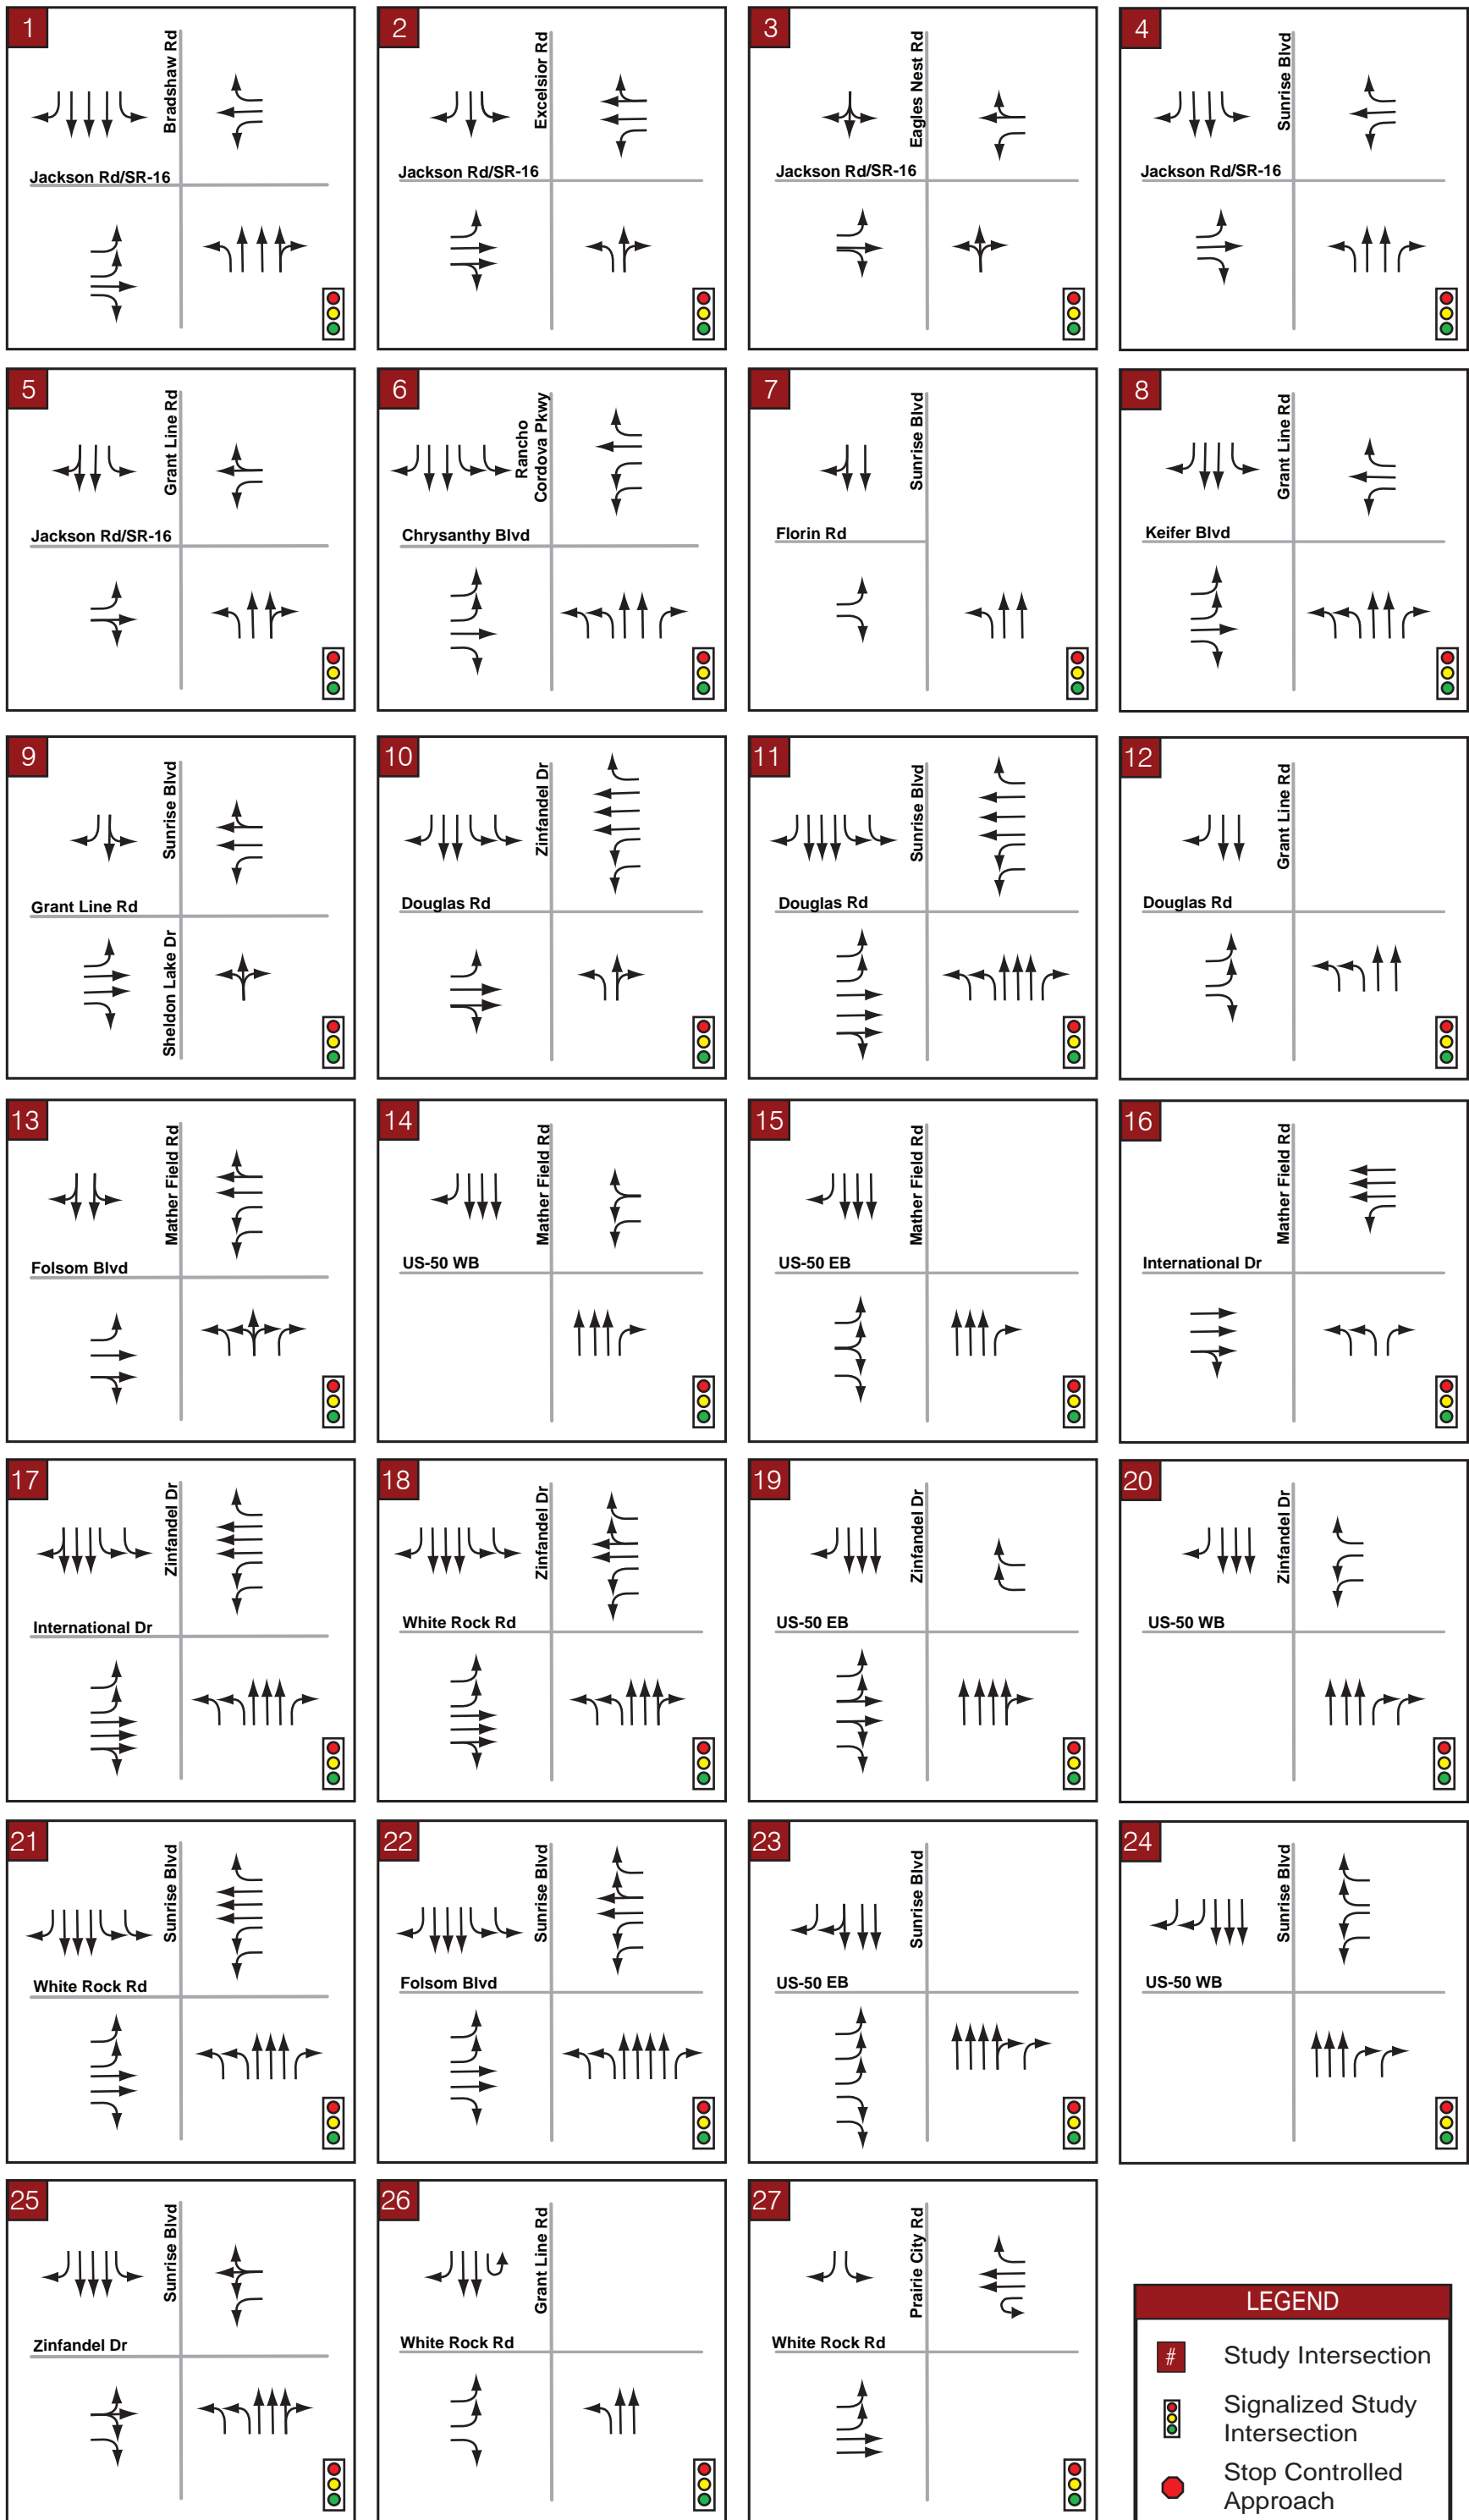 1
Bradshaw Rd
Jackson Rd/SR-16
2
Excelsior Rd
Jackson Rd/SR-16
3
Eagles Nest Rd
Jackson Rd/SR-16
4
Sunrise Blvd
Jackson Rd/SR-16
5
Grant Line Rd
Jackson Rd/SR-16
6
Rancho
Cordova Pkwy
Chrysanthy Blvd
7
Sunrise Blvd
Florin Rd
8
Grant Line Rd
Keifer Blvd
9
Sunrise Blvd
Grant Line Rd
Sheldon Lake Dr
10
Zinfandel Dr
Douglas Rd
11
Sunrise Blvd
Douglas Rd
12
Grant Line Rd
Douglas Rd
13
Mather Field Rd
Folsom Blvd
14
Mather Field Rd
US-50 WB
15
Mather Field Rd
US-50 EB
16
Mather Field Rd
International Dr
17
Zinfandel Dr
International Dr
18
Zinfandel Dr
White Rock Rd
19
Zinfandel Dr
US-50 EB
20
Zinfandel Dr
US-50 WB
21
Sunrise Blvd
White Rock Rd
22
Sunrise Blvd
Folsom Blvd
23
Sunrise Blvd
US-50 EB
24
Sunrise Blvd
US-50 WB
25
Sunrise Blvd
Zinfandel Dr
26
Grant Line Rd
White Rock Rd
27
Prairie City Rd
White Rock Rd
LEGEND
# Study Intersection
Signalized Study
Intersection
Stop Controlled
Approach